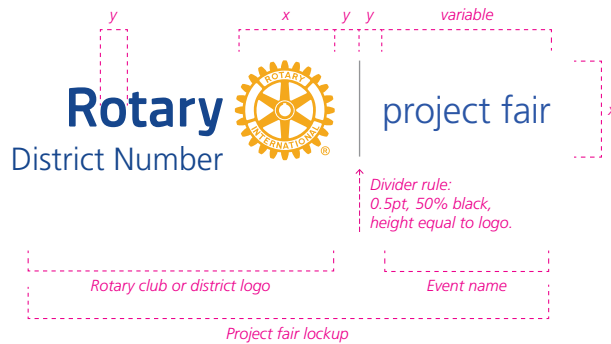 y x y y variable
Rotary
District Number
ROTARY
INTERNATIONAL
®
project fair
x
Divider rule:
0.5pt, 50% black,
height equal to logo.
Rotary club or district logo
Event name
Project fair lockup